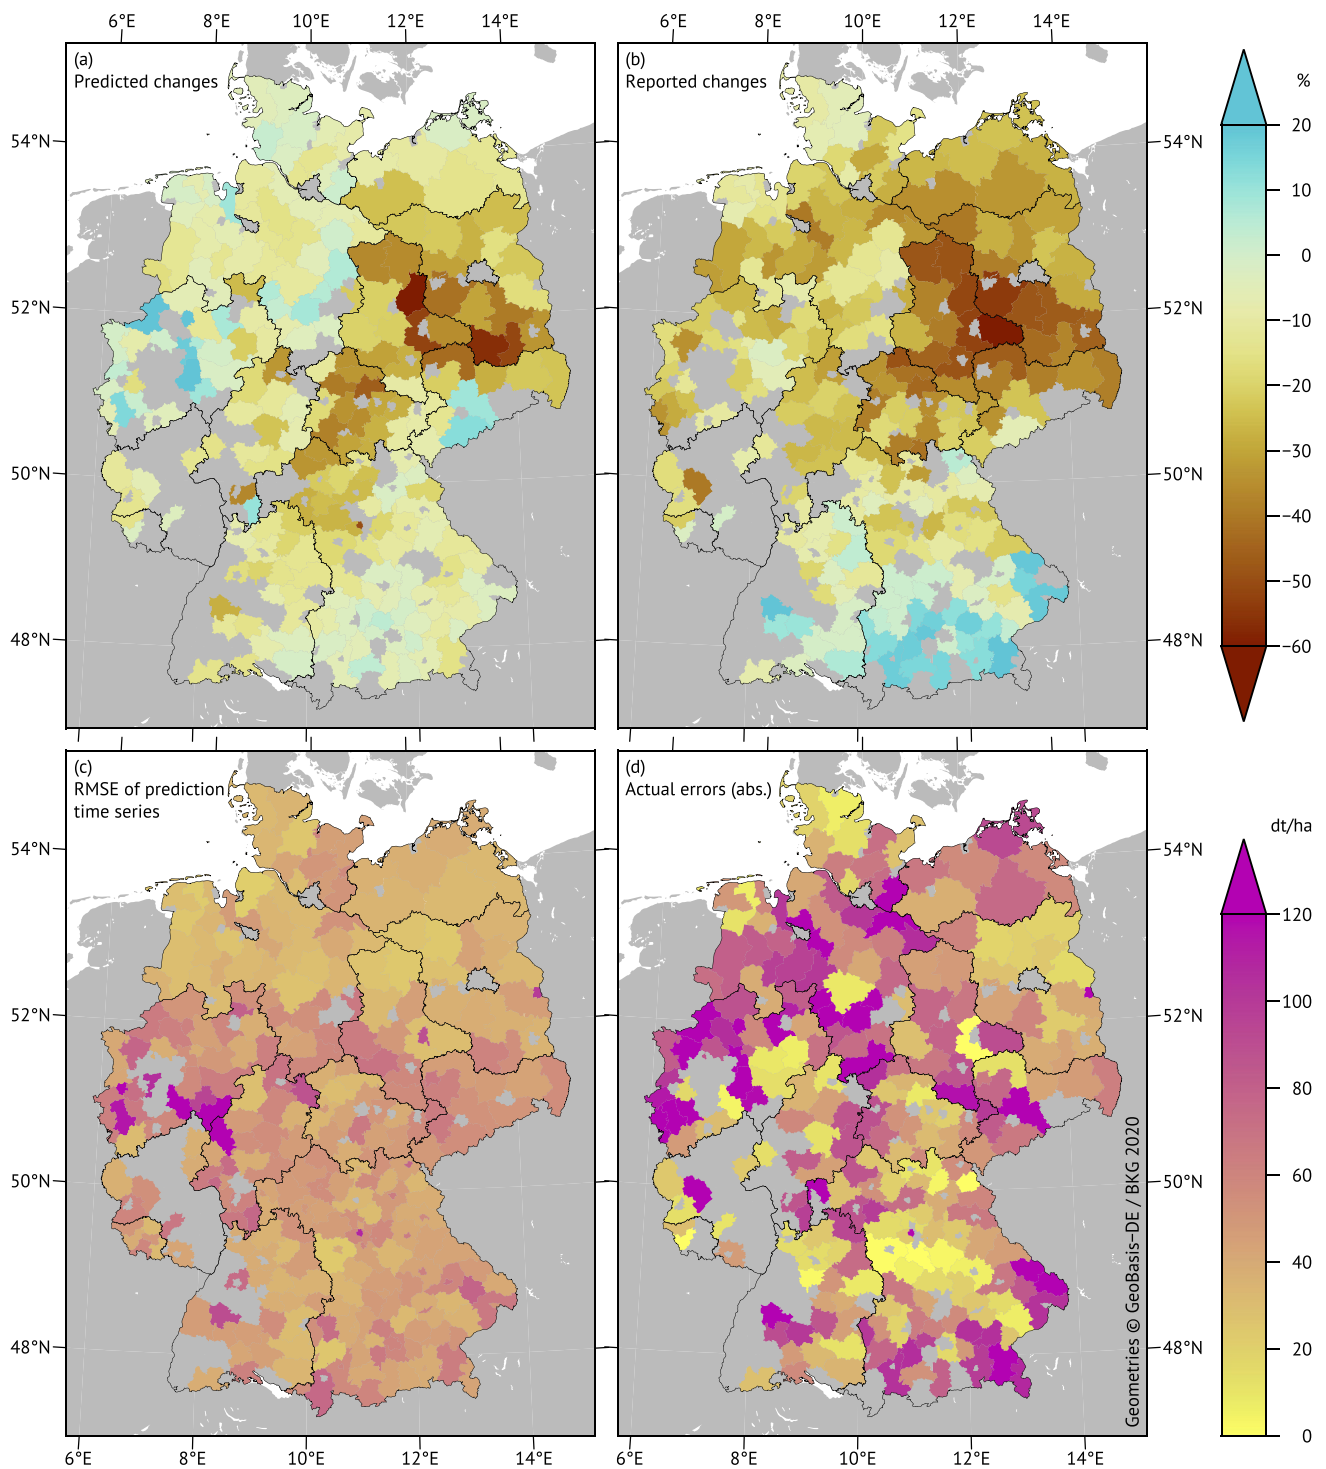 6°E 8°E 10°E 12°E 14°E 6°E 8°E 10°E 12°E 14°E
(a)
Predicted changes
(b)
Reported changes
%
54°N
52°N
50°N
48°N
54°N
52°N
50°N
48°N
20
10
0
−10
−20
−30
−40
−50
−60
(c)
RMSE of prediction
time series
(d)
Actual errors (abs.)
dt/ha
54°N
52°N
50°N
48°N
54°N
52°N
50°N
48°N
120
100
80
60
40
20
0
Geometries © GeoBasis−DE / BKG 2020
6°E 8°E 10°E 12°E 14°E 6°E 8°E 10°E 12°E 14°E